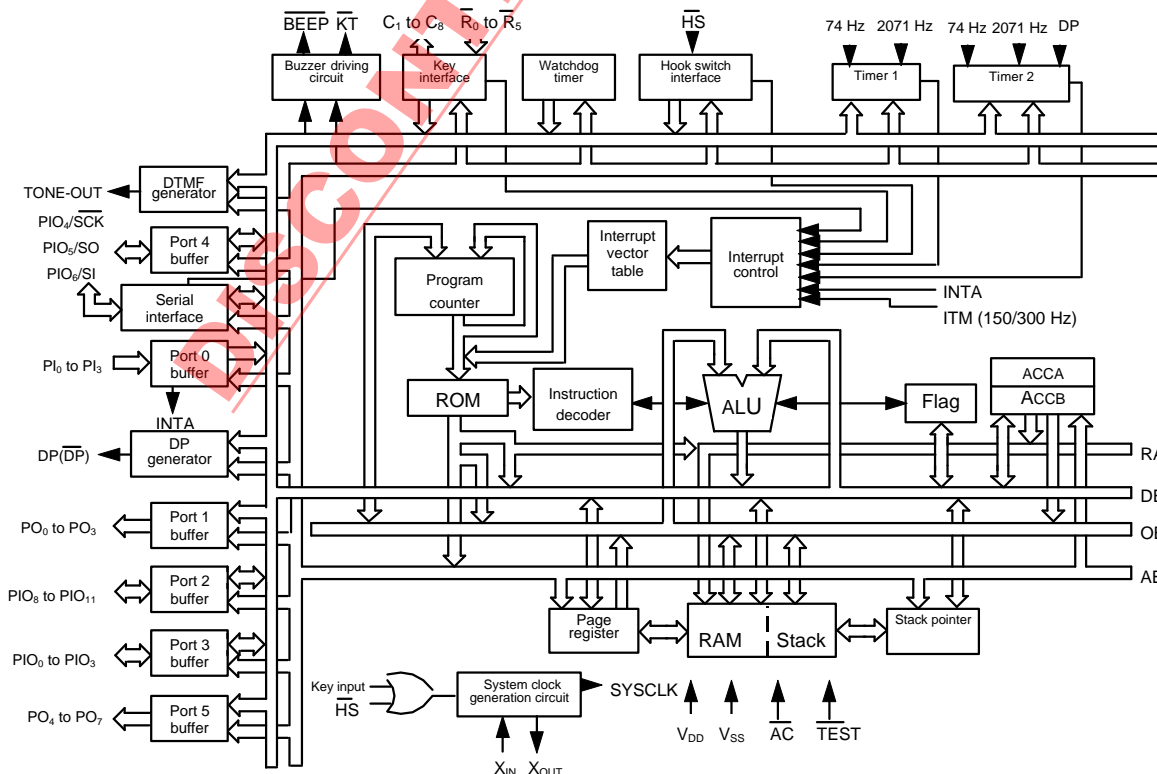 BEEP KT C1 to C8 R0 to R5 HS
74 Hz 2071 Hz 74 Hz 2071 Hz DP
Buzzer driving circuit
Key interface
Watchdog timer
Hook switch interface
Timer 1
Timer 2
TONE-OUT
DTMF generator
PIO4/SCK
PIO5/SO
Port 4 buffer
PIO6/SI
Serial interface
PI0 to PI3
Port 0 buffer
INTA
DP(DP)
DP generator
PO0 to PO3
Port 1 buffer
PIO8 to PIO11
Port 2 buffer
PIO0 to PIO3
Port 3 buffer
PO4 to PO7
Port 5 buffer
Program counter
Interrupt vector table
Interrupt control
INTA
ITM (150/300 Hz)
ROM
Instruction decoder
ALU
Flag
ACCA
ACCB
Page register
RAM
Stack
Stack pointer
Key input
HS
System clock generation circuit
SYSCLK
XIN XOUT
VDD VSS AC TEST
DISCONT